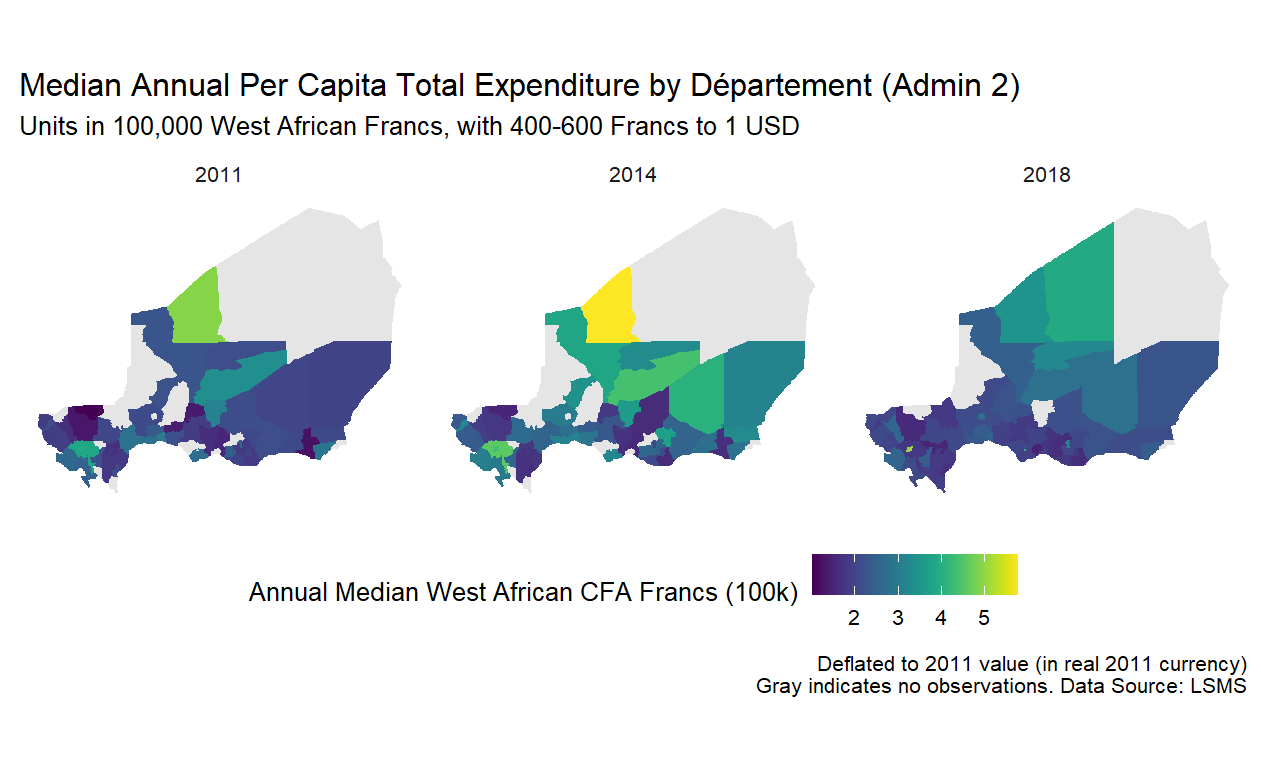 Median Annual Per Capita Total Expenditure by Département (Admin 2)
Units in 100,000 West African Francs, with 400-600 Francs to 1 USD
2011 2014 2018
Annual Median West African CFA Francs (100k)
2 3 4 5
Deflated to 2011 value (in real 2011 currency)
Gray indicates no observations. Data Source: LSMS